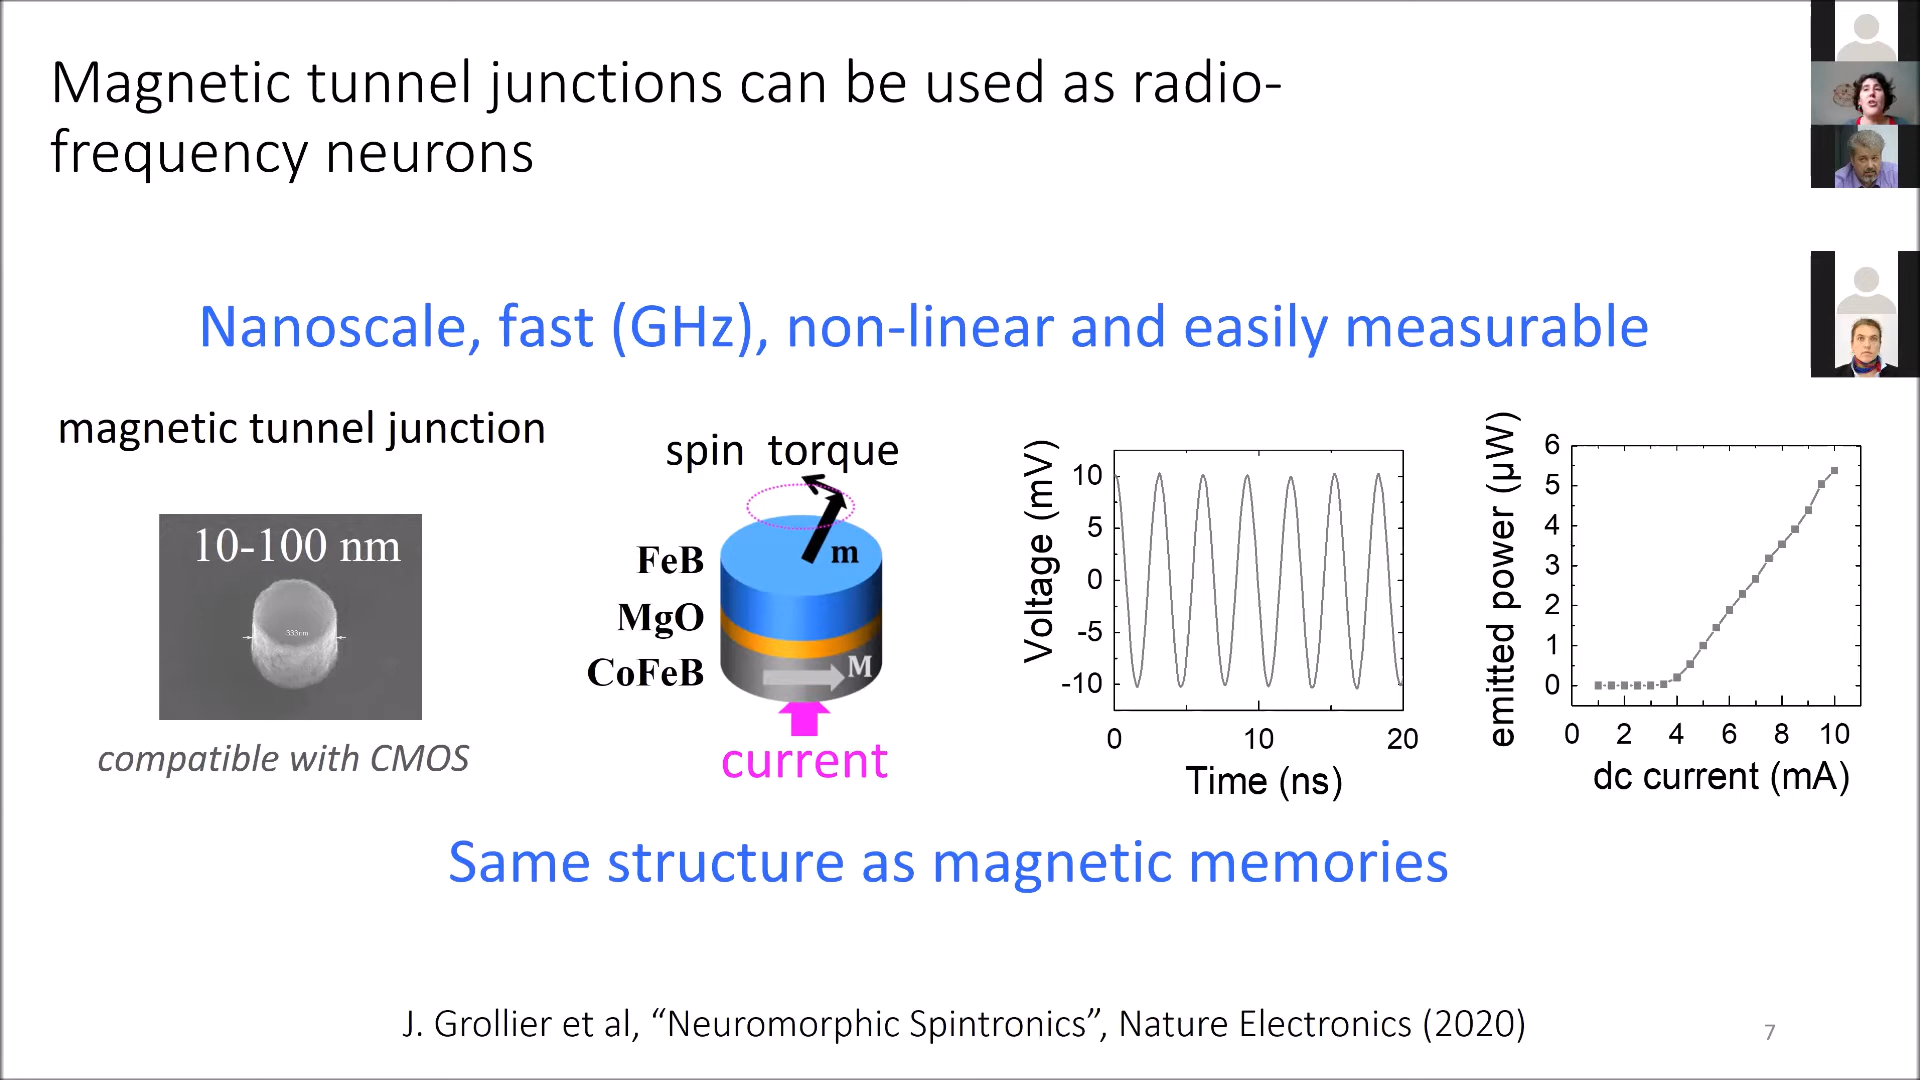 Magnetic tunnel junctions can be used as radio-
frequency neurons
Nanoscale, fast (GHz), non-linear and easily measurable
magnetic tunnel junction
10-100 nm
333nm
compatible with CMOS
spin torque
m
FeB
MgO
CoFeB
M
current
Voltage (mV)
10
5
0
-5
-10
0 10 20
Time (ns)
emitted power (µW)
6
5
4
3
2
1
0
0 2 4 6 8 10
dc current (mA)
Same structure as magnetic memories
J. Grollier et al, “Neuromorphic Spintronics”, Nature Electronics (2020)
7